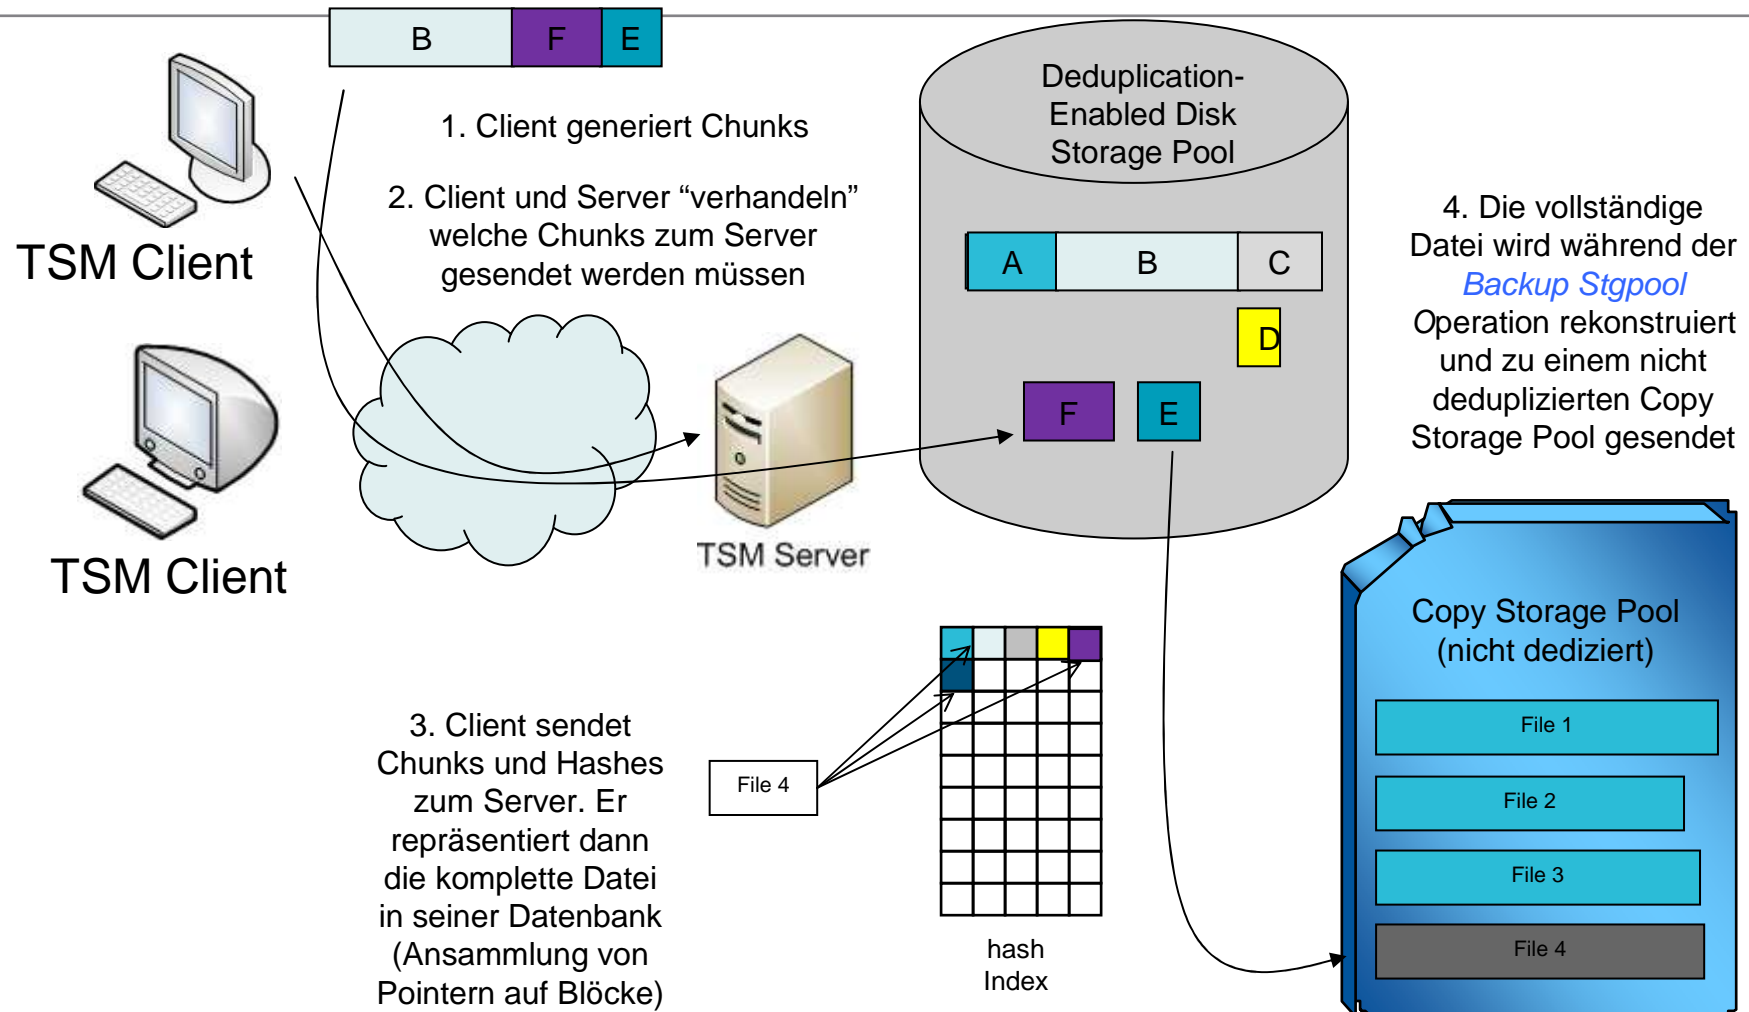 B F E
1. Client generiert Chunks
2. Client und Server “verhandeln”
welche Chunks zum Server
gesendet werden müssen
TSM Client
TSM Client
TSM Server
Deduplication-
Enabled Disk
Storage Pool
A B C
D
F E
4. Die vollständige
Datei wird während der
Backup Stgpool
Operation rekonstruiert
und zu einem nicht
deduplizierten Copy
Storage Pool gesendet
3. Client sendet
Chunks und Hashes
zum Server. Er
repräsentiert dann
die komplette Datei
in seiner Datenbank
(Ansammlung von
Pointern auf Blöcke)
File 4
hash
Index
Copy Storage Pool
(nicht dediziert)
File 1
File 2
File 3
File 4